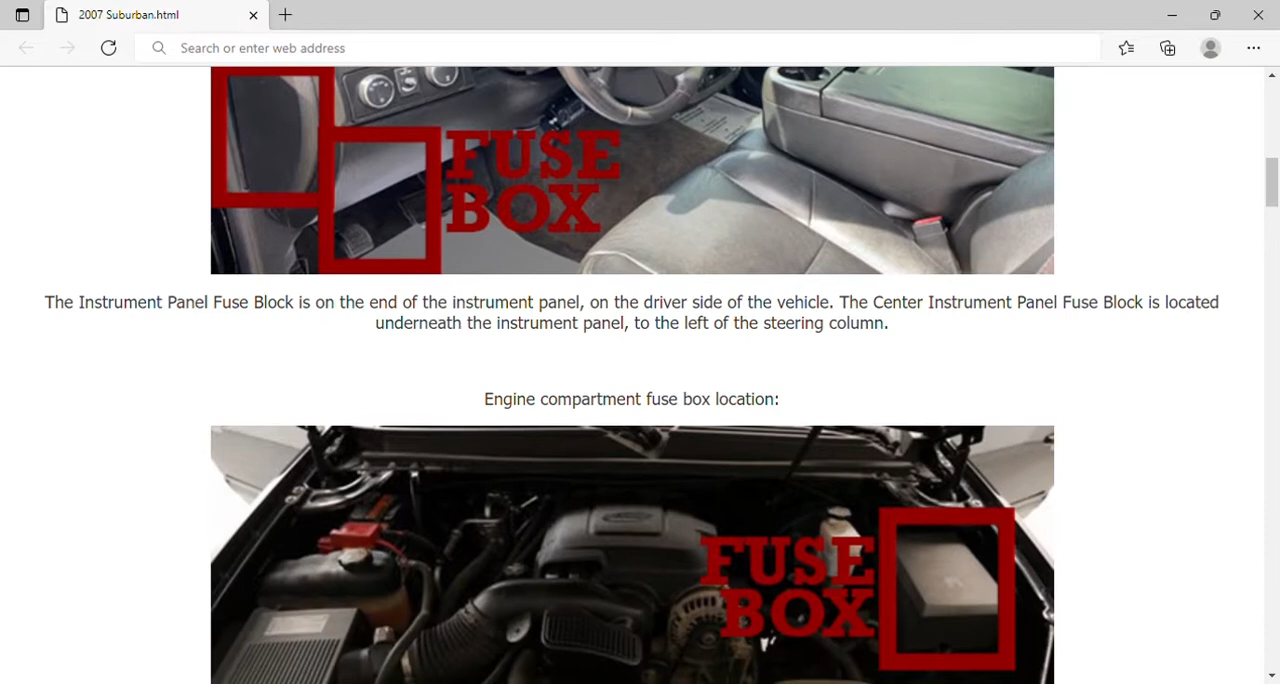 2007 Suburban.html
Search or enter web address
FUSE
BOX
The Instrument Panel Fuse Block is on the end of the instrument panel, on the driver side of the vehicle. The Center Instrument Panel Fuse Block is located
underneath the instrument panel, to the left of the steering column.
Engine compartment fuse box location:
FUSE
BOX